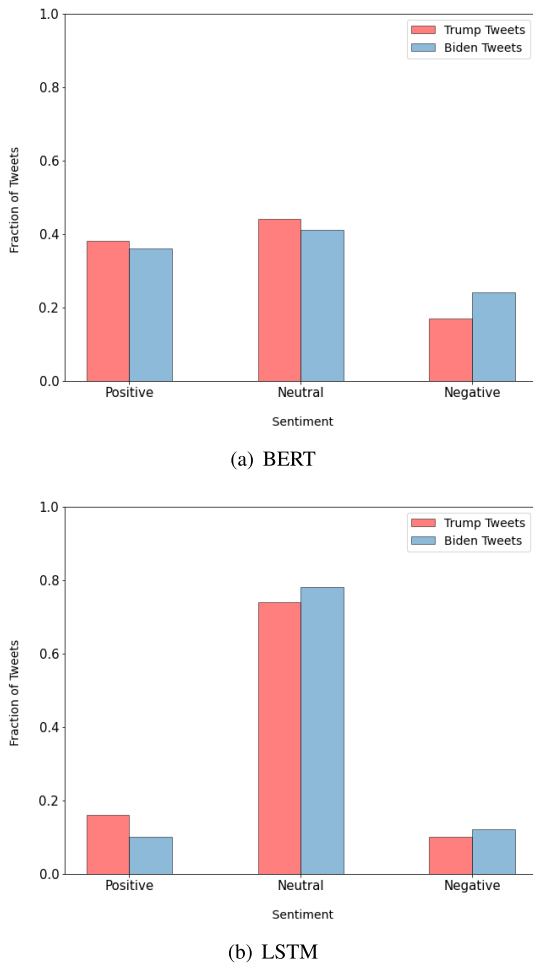 1.0
Trump Tweets
Biden Tweets
0.8
0.6
Fraction of Tweets
0.4
0.2
0.0
Positive Neutral Negative
Sentiment
(a) BERT
1.0
Trump Tweets
Biden Tweets
0.8
0.6
Fraction of Tweets
0.4
0.2
0.0
Positive Neutral Negative
Sentiment
(b) LSTM